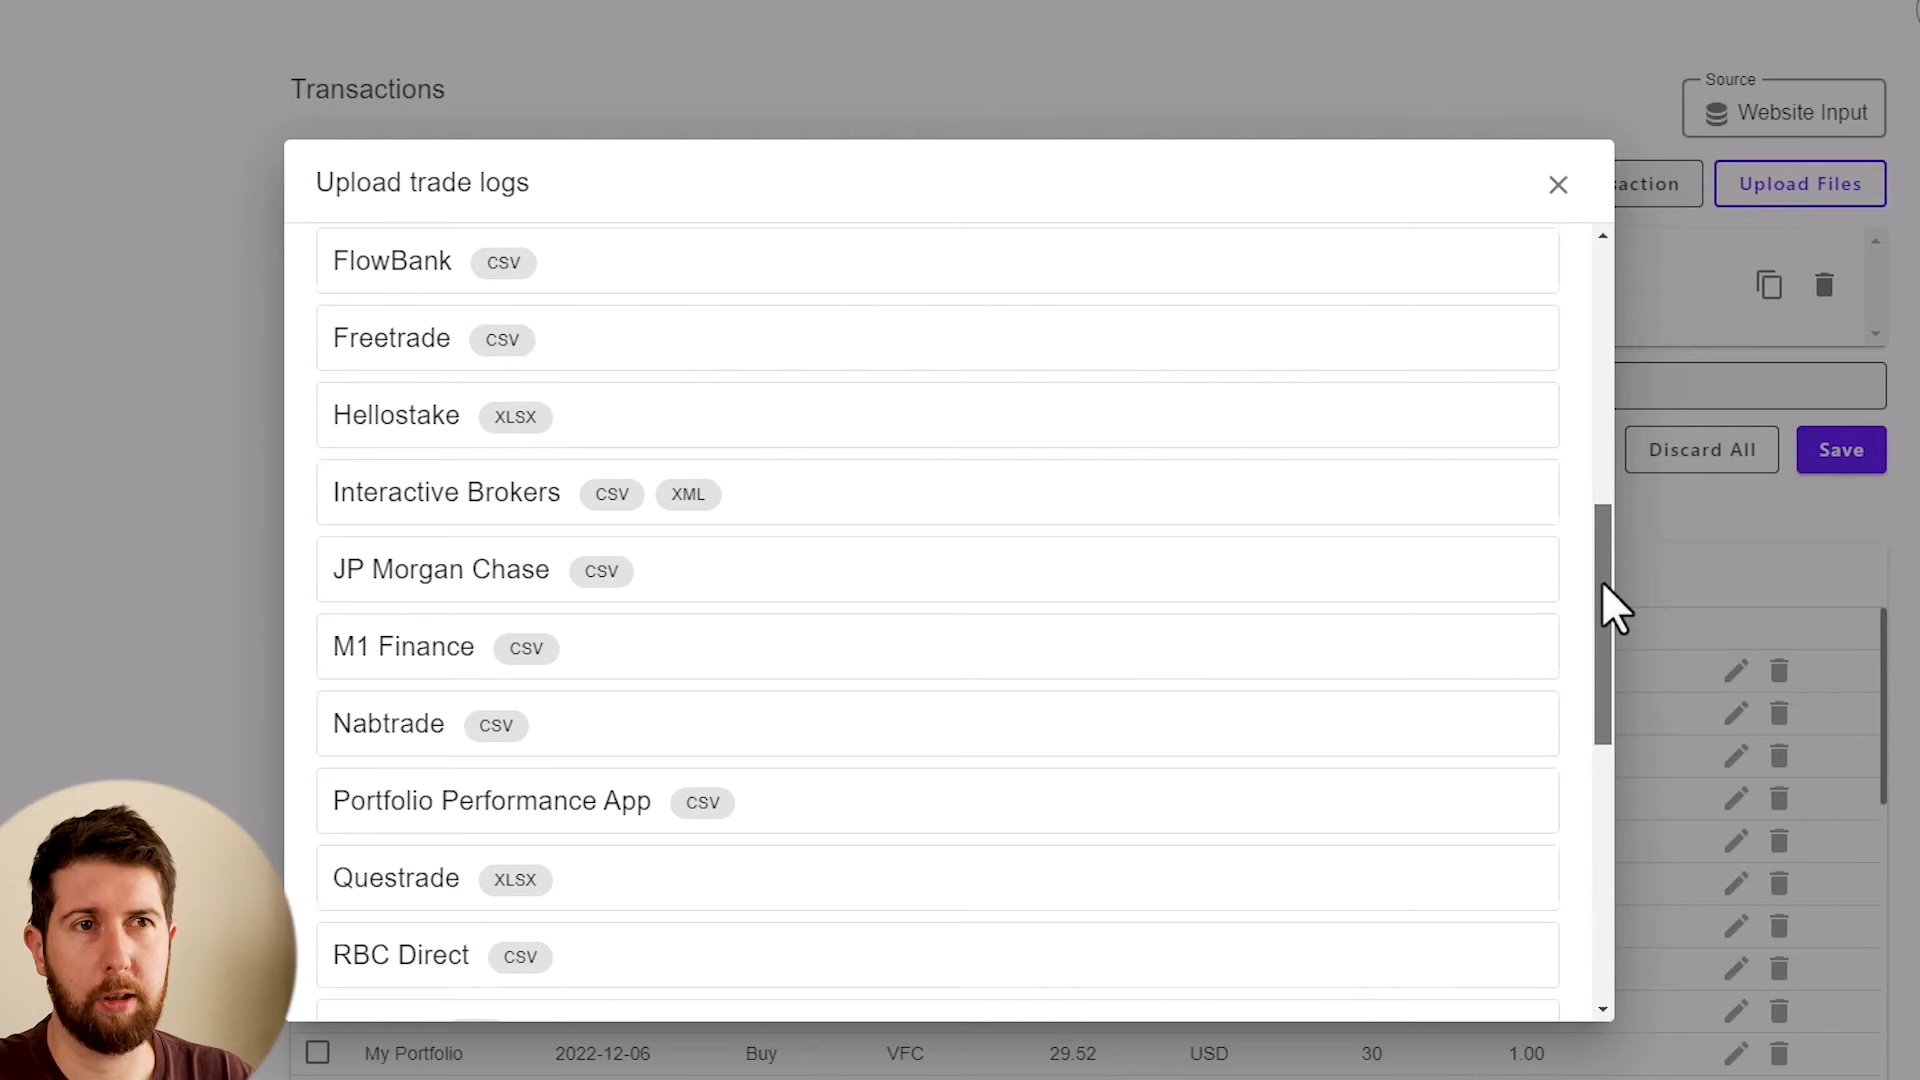 Transactions
Source
Website Input
saction
Upload Files
Upload trade logs
FlowBank CSV
Freetrade CSV
Hellostake XLSX
Interactive Brokers CSV XML
JP Morgan Chase CSV
M1 Finance CSV
Nabtrade CSV
Portfolio Performance App CSV
Questrade XLSX
RBC Direct CSV
Discard All
Save
My Portfolio 2022-12-06 Buy VFC 29.52 USD 30 1.00